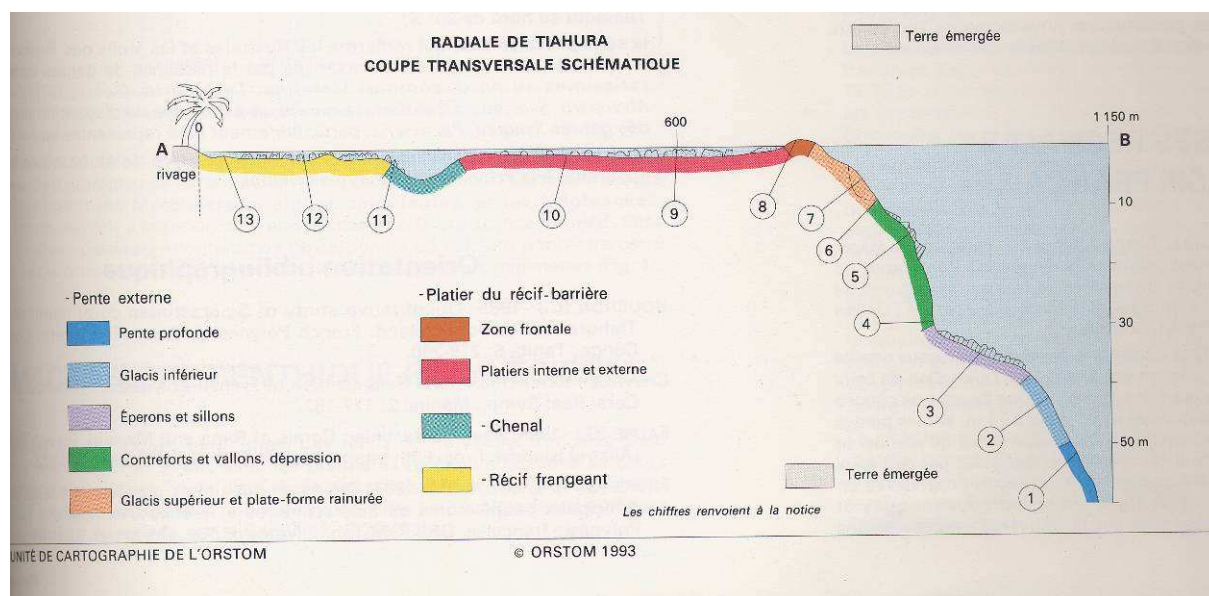 RADIALE DE TIAHURA
COUPE TRANSVERSALE SCHÉMATIQUE
Terre émergée
0
600
1 150 m
A
B
rivage
13
12
11
10
9
8
7
6
5
4
3
2
1
10
30
50 m
- Pente externe
Pente profonde
Glacis inférieur
Éperons et sillons
Contreforts et vallons, dépression
Glacis supérieur et plate-forme rainurée
- Platier du récif-barrière
Zone frontale
Platiers interne et externe
- Chenal
- Récif frangeant
Terre émergée
Les chiffres renvoient à la notice
UNITÉ DE CARTOGRAPHIE DE L'ORSTOM
© ORSTOM 1993